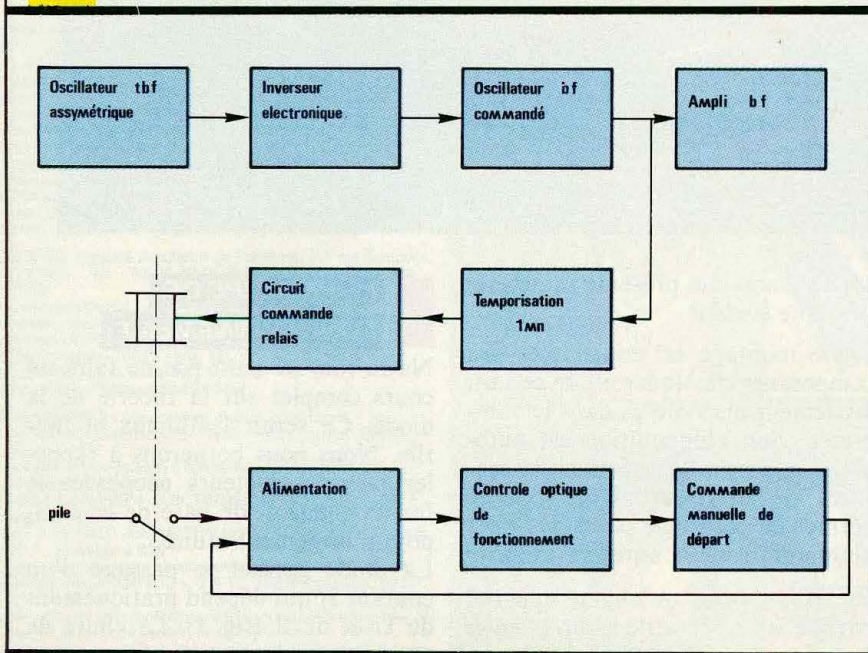 Oscillateur tbf
assymétrique
Inverseur
electronique
Oscillateur bf
commandé
Ampli bf
Circuit
commande
relais
Temporisation
1mn
pile
Alimentation
Controle optique
de
fonctionnement
Commande
manuelle de
départ